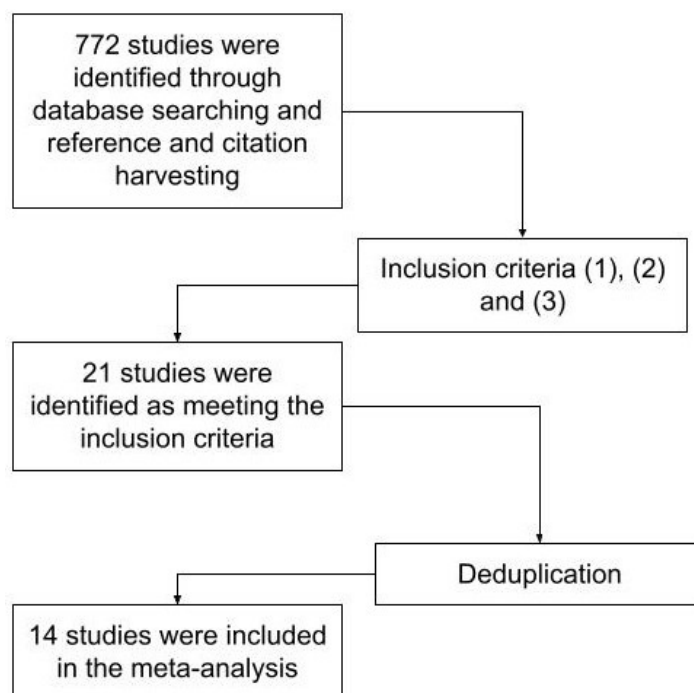 772 studies were
identified through
database searching and
reference and citation
harvesting
Inclusion criteria (1), (2)
and (3)
21 studies were
identified as meeting the
inclusion criteria
Deduplication
14 studies were included
in the meta-analysis